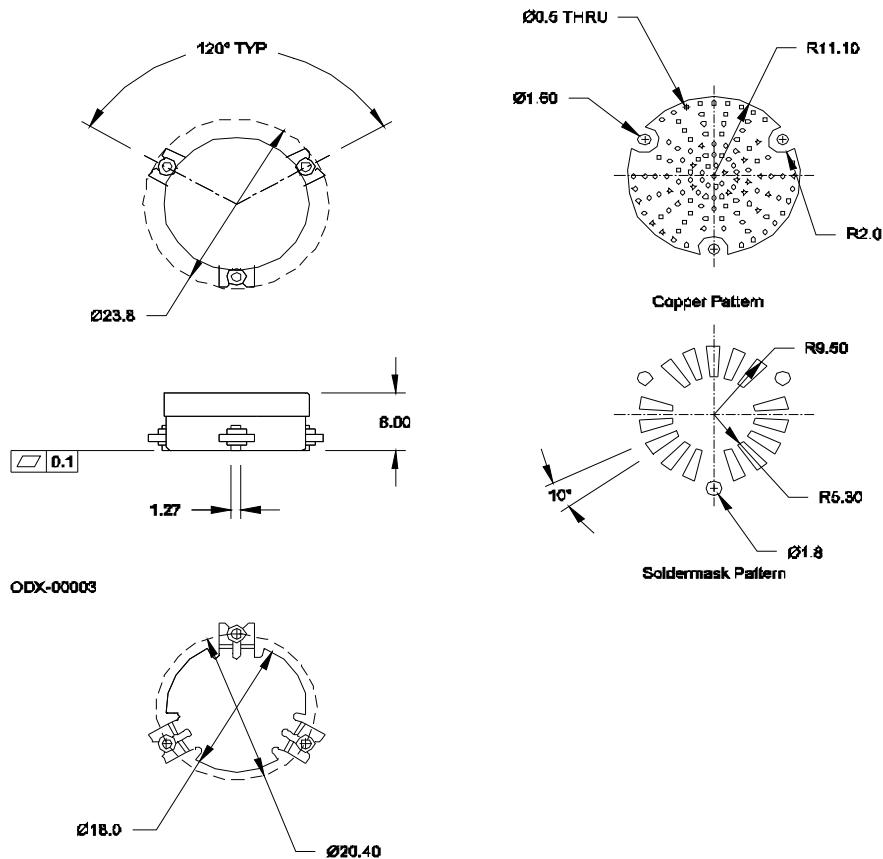 120° TYP
Ø23.8
Ø0.5 THRU
R11.10
Ø1.50
R2.0
Copper Pattern
6.00
0.1
1.27
R9.50
R5.30
10°
Ø1.8
Soldermask Pattern
ODX-00003
Ø18.0
Ø20.40